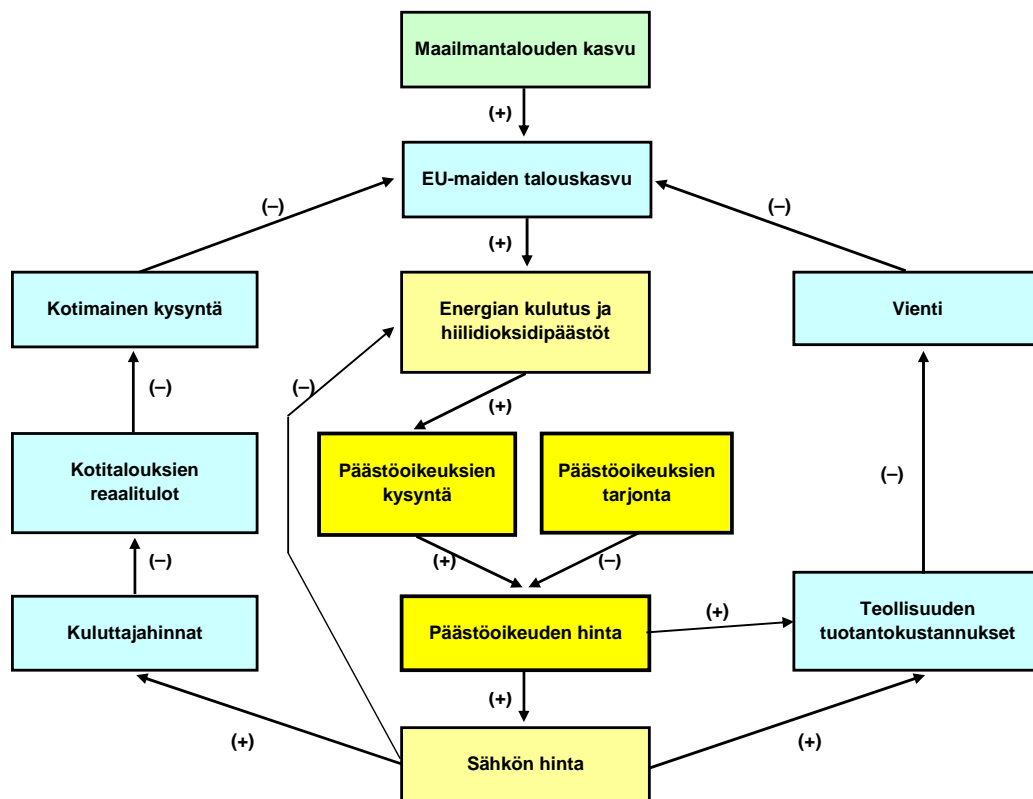 Maailmantalouden kasvu
(+)
EU-maiden talouskasvu
(–)
(–)
(+)
Kotimainen kysyntä
Energian kulutus ja
hiilidioksidipäästöt
Vienti
(–)
(–)
(+)
Kotitalouksien
reaalitulot
Päästöoikeuksien
kysyntä
Päästöoikeuksien
tarjonta
(–)
(–)
(+)
(–)
Kuluttajahinnat
Päästöoikeuden hinta
(+)
Teollisuuden
tuotantokustannukset
(+)
(+)
(+)
Sähkön hinta